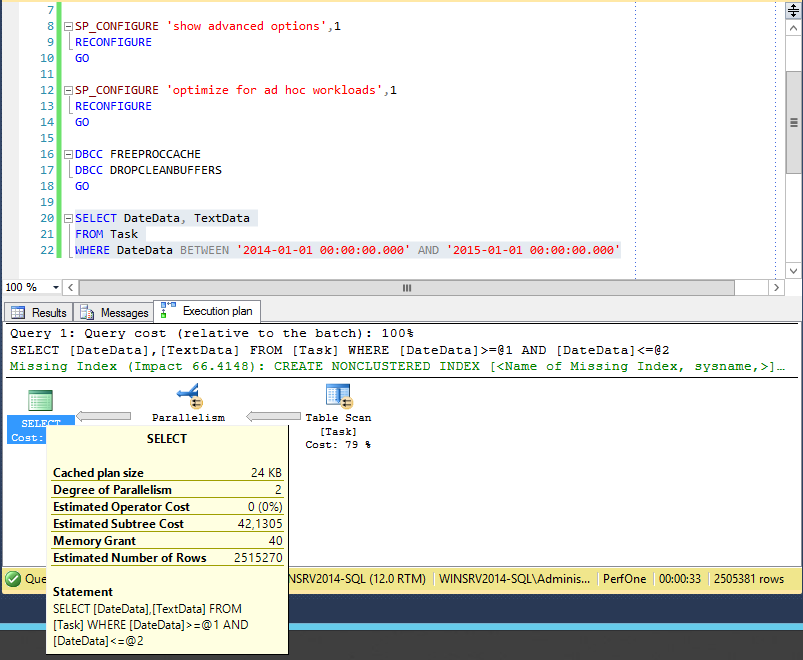 7
8 SP_CONFIGURE 'show advanced options',1
9 RECONFIGURE
10 GO
11
12 SP_CONFIGURE 'optimize for ad hoc workloads',1
13 RECONFIGURE
14 GO
15
16 DBCC FREEPROCCACHE
17 DBCC DROPCLEANBUFFERS
18 GO
19
20 SELECT DateData, TextData
21 FROM Task
22 WHERE DateData BETWEEN '2014-01-01 00:00:00.000' AND '2015-01-01 00:00:00.000'
100 %
Results Messages Execution plan
Query 1: Query cost (relative to the batch): 100%
SELECT [DateData],[TextData] FROM [Task] WHERE [DateData]>=@1 AND [DateData]<=@2
Missing Index (Impact 66.4148): CREATE NONCLUSTERED INDEX [<Name of Missing Index, sysname,>]…
SELECT
Cost:
Parallelism
Table Scan
[Task]
Cost: 79 %
SELECT
Cached plan size 24 KB
Degree of Parallelism 2
Estimated Operator Cost 0 (0%)
Estimated Subtree Cost 42,1305
Memory Grant 40
Estimated Number of Rows 2515270
Statement
SELECT [DateData],[TextData] FROM
[Task] WHERE [DateData]>=@1 AND
[DateData]<=@2
Que
NSRV2014-SQL (12.0 RTM) WINSRV2014-SQL\Adminis... PerfOne 00:00:33 2505381 rows